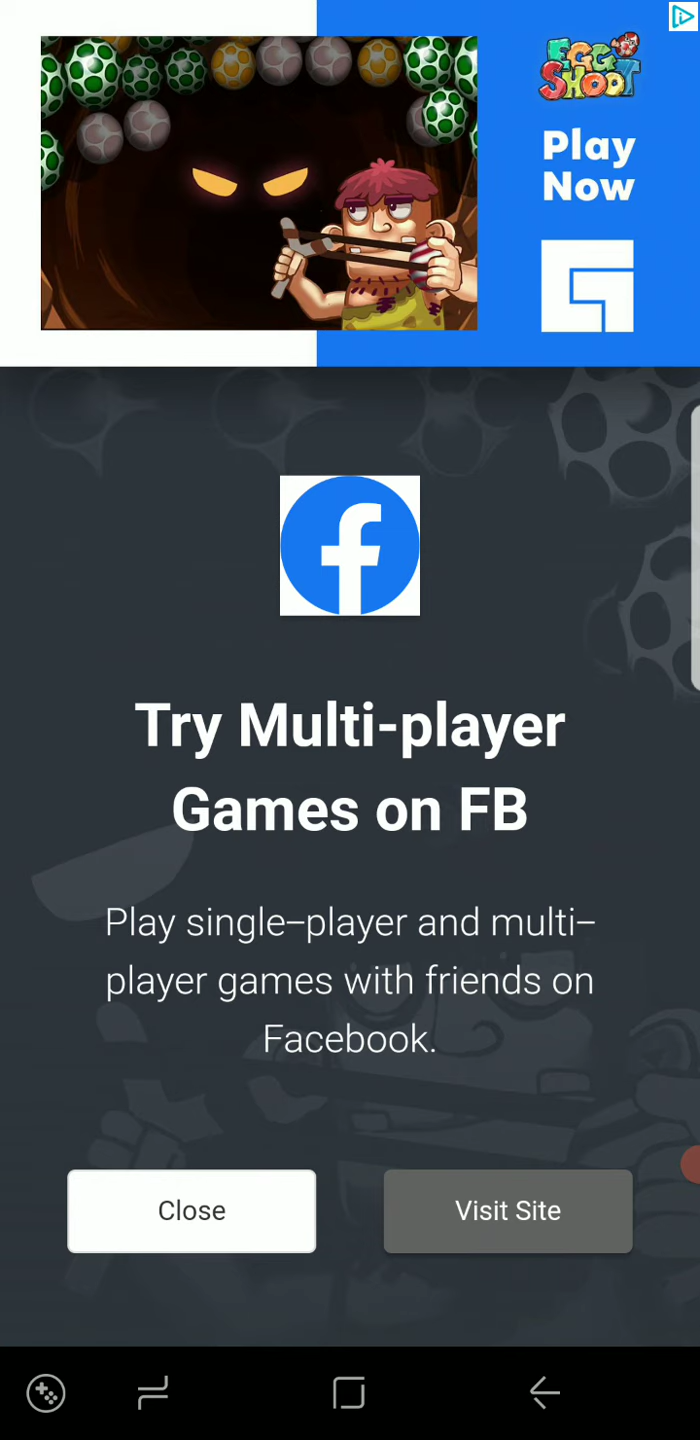 EGG
SHOOT
Play
Now
Try Multi-player
Games on FB
Play single–player and multi–
player games with friends on
Facebook.
Close
Visit Site